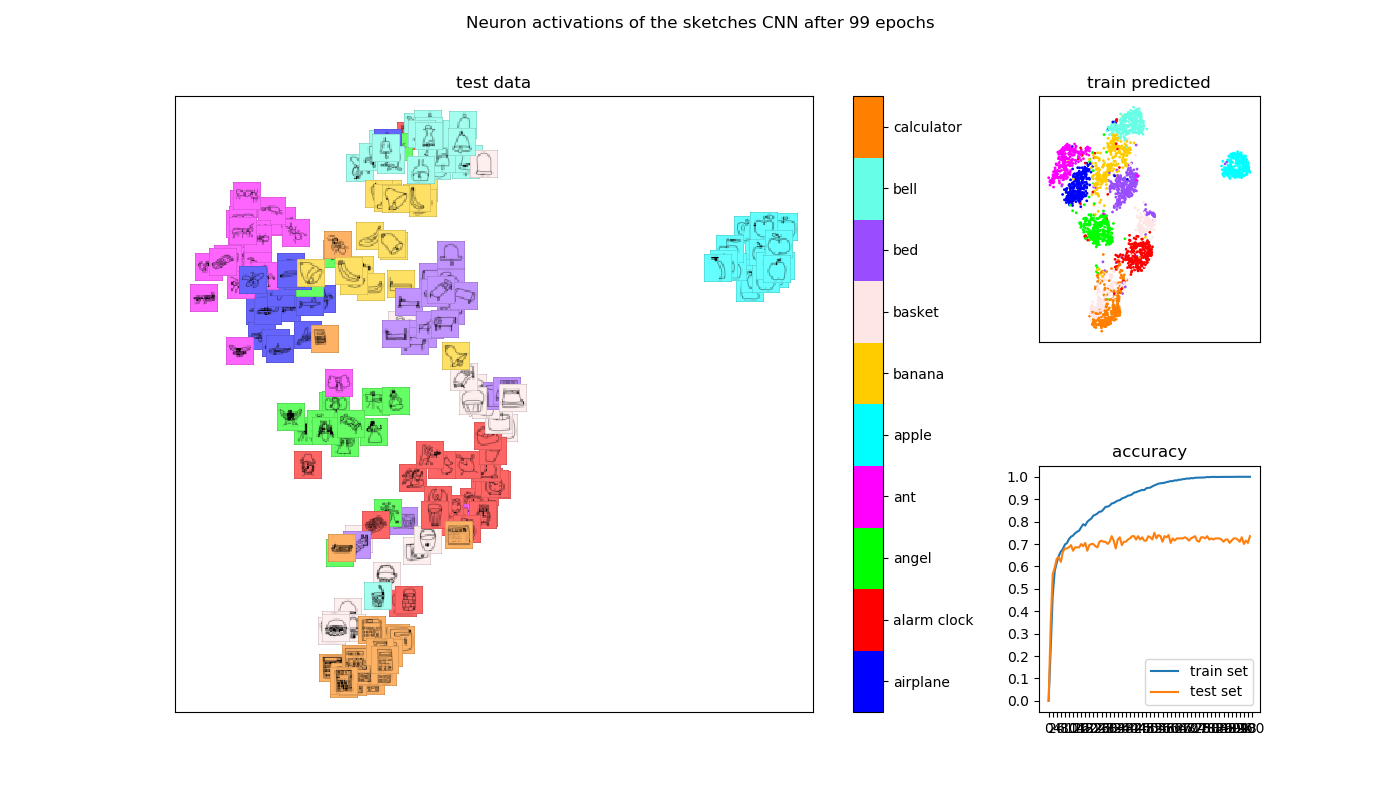 Neuron activations of the sketches CNN after 99 epochs
test data
calculator
bell
bed
basket
banana
apple
ant
angel
alarm clock
airplane
train predicted
accuracy
1.0
0.9
0.8
0.7
0.6
0.5
0.4
0.3
0.2
0.1
0.0
train set
test set